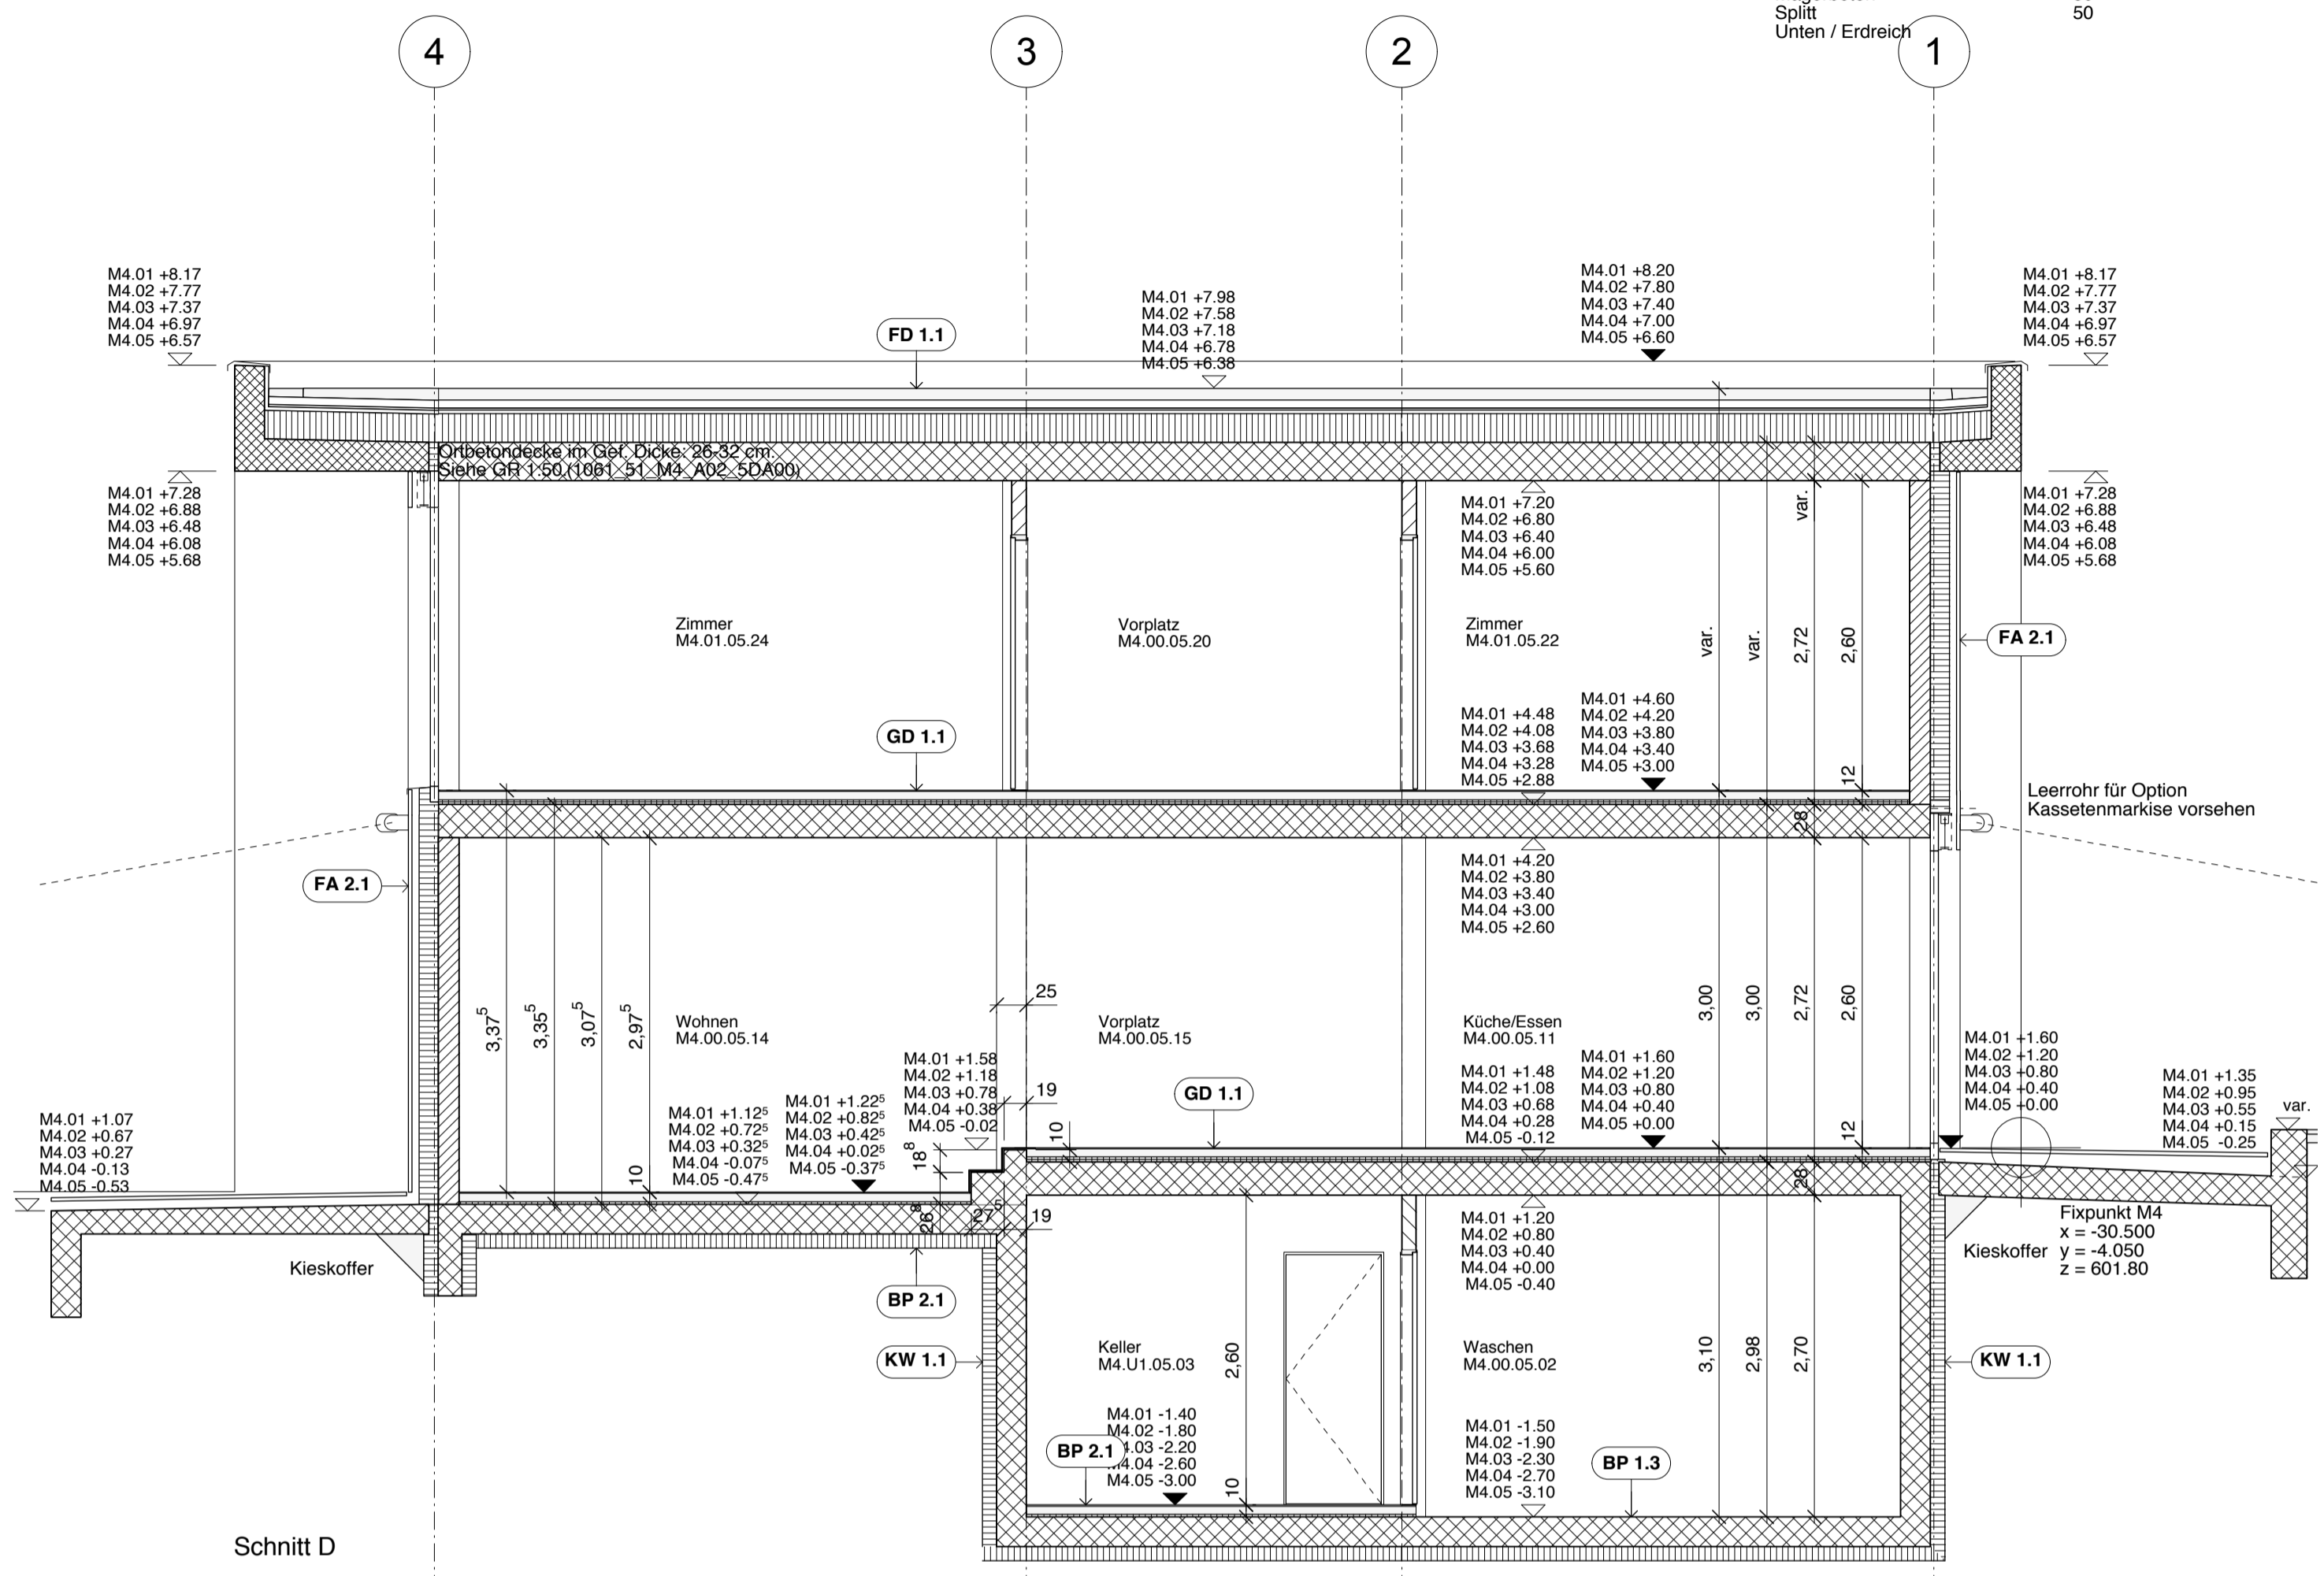 Splitt 50
Unten / Erdreich
4
3
2
1
M4.01 +8.17
M4.02 +7.77
M4.03 +7.37
M4.04 +6.97
M4.05 +6.57
FD 1.1
M4.01 +7.98
M4.02 +7.58
M4.03 +7.18
M4.04 +6.78
M4.05 +6.38
M4.01 +8.20
M4.02 +7.80
M4.03 +7.40
M4.04 +7.00
M4.05 +6.60
M4.01 +8.17
M4.02 +7.77
M4.03 +7.37
M4.04 +6.97
M4.05 +6.57
Ortbetondecke im Gef. Dicke: 26-32 cm.
Siehe GR 1:50 (1061_51_M4_A02_5DA00)
M4.01 +7.28
M4.02 +6.88
M4.03 +6.48
M4.04 +6.08
M4.05 +5.68
M4.01 +7.20
M4.02 +6.80
M4.03 +6.40
M4.04 +6.00
M4.05 +5.60
var.
M4.01 +7.28
M4.02 +6.88
M4.03 +6.48
M4.04 +6.08
M4.05 +5.68
Zimmer
M4.01.05.24
Vorplatz
M4.00.05.20
Zimmer
M4.01.05.22
var.
var.
2,72
2,60
FA 2.1
GD 1.1
M4.01 +4.48
M4.02 +4.08
M4.03 +3.68
M4.04 +3.28
M4.05 +2.88
M4.01 +4.60
M4.02 +4.20
M4.03 +3.80
M4.04 +3.40
M4.05 +3.00
12
28
Leerrohr für Option
Kassetenmarkise vorsehen
FA 2.1
M4.01 +4.20
M4.02 +3.80
M4.03 +3.40
M4.04 +3.00
M4.05 +2.60
3,37⁵
3,35⁵
3,07⁵
2,97⁵
Wohnen
M4.00.05.14
25
Vorplatz
M4.00.05.15
Küche/Essen
M4.00.05.11
3,00
3,00
2,72
2,60
M4.01 +1.07
M4.02 +0.67
M4.03 +0.27
M4.04 -0.13
M4.05 -0.53
10
M4.01 +1.12⁵
M4.02 +0.72⁵
M4.03 +0.32⁵
M4.04 -0.07⁵
M4.05 -0.47⁵
M4.01 +1.22⁵
M4.02 +0.82⁵
M4.03 +0.42⁵
M4.04 +0.02⁵
M4.05 -0.37⁵
M4.01 +1.58
M4.02 +1.18
M4.03 +0.78
M4.04 +0.38
M4.05 -0.02
18⁸
19
10
GD 1.1
M4.01 +1.48
M4.02 +1.08
M4.03 +0.68
M4.04 +0.28
M4.05 -0.12
M4.01 +1.60
M4.02 +1.20
M4.03 +0.80
M4.04 +0.40
M4.05 +0.00
12
28
M4.01 +1.60
M4.02 +1.20
M4.03 +0.80
M4.04 +0.40
M4.05 +0.00
M4.01 +1.35
M4.02 +0.95
M4.03 +0.55
M4.04 +0.15
M4.05 -0.25
var.
26⁸
27⁵
19
Kieskoffer
BP 2.1
KW 1.1
M4.01 +1.20
M4.02 +0.80
M4.03 +0.40
M4.04 +0.00
M4.05 -0.40
Kieskoffer
Fixpunkt M4
x = -30.500
y = -4.050
z = 601.80
Keller
M4.U1.05.03
2,60
Waschen
M4.00.05.02
3,10
2,98
2,70
KW 1.1
M4.01 -1.40
M4.02 -1.80
4.03 -2.20
M4.04 -2.60
M4.05 -3.00
BP 2.1
10
M4.01 -1.50
M4.02 -1.90
M4.03 -2.30
M4.04 -2.70
M4.05 -3.10
BP 1.3
Schnitt D